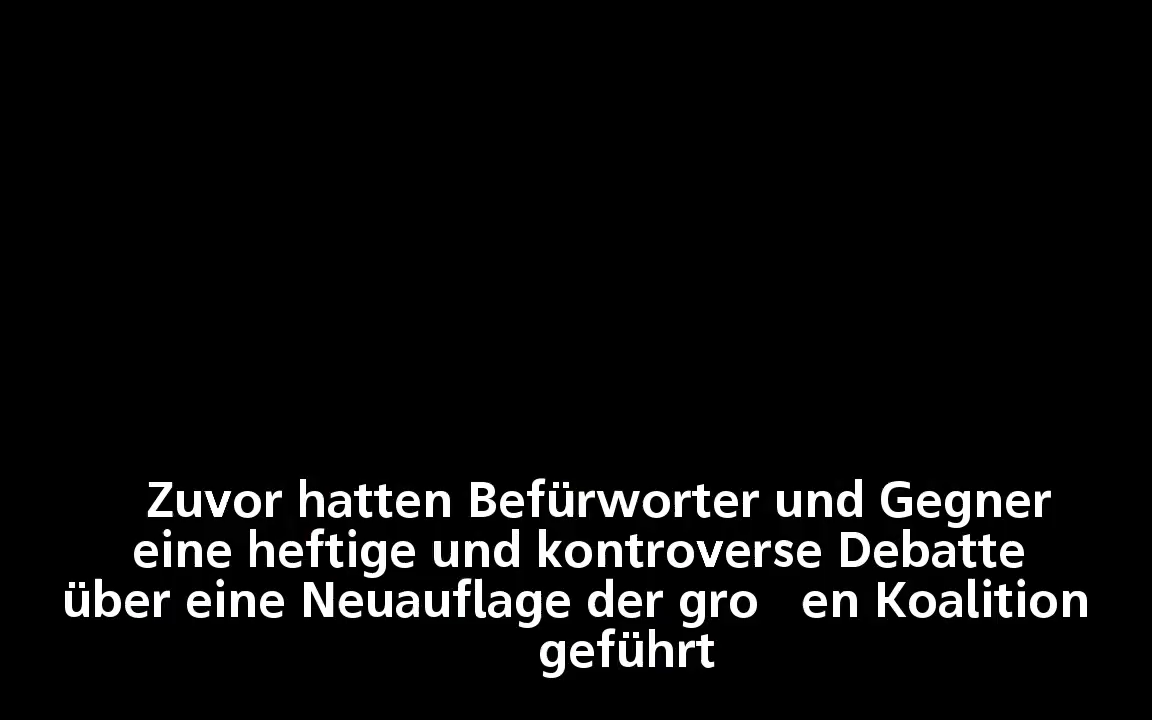 Zuvor hatten Befürworter und Gegner
eine heftige und kontroverse Debatte
über eine Neuauflage der gro en Koalition
geführt